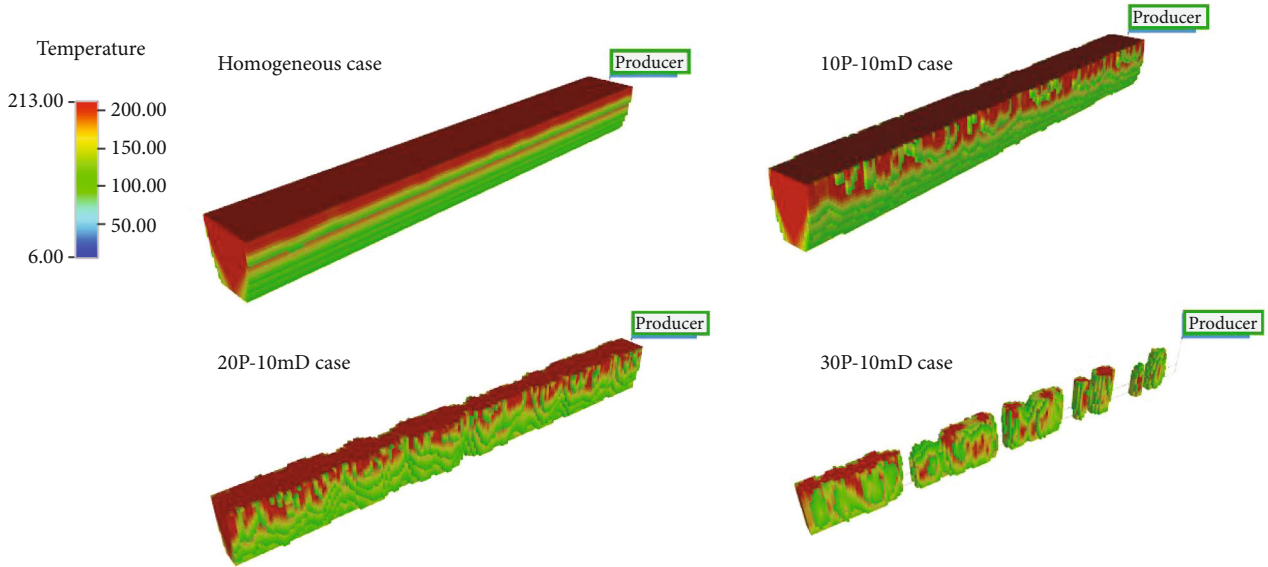 Temperature
213.00
200.00
150.00
100.00
50.00
6.00
Homogeneous case
Producer
10P-10mD case
Producer
20P-10mD case
Producer
30P-10mD case
Producer